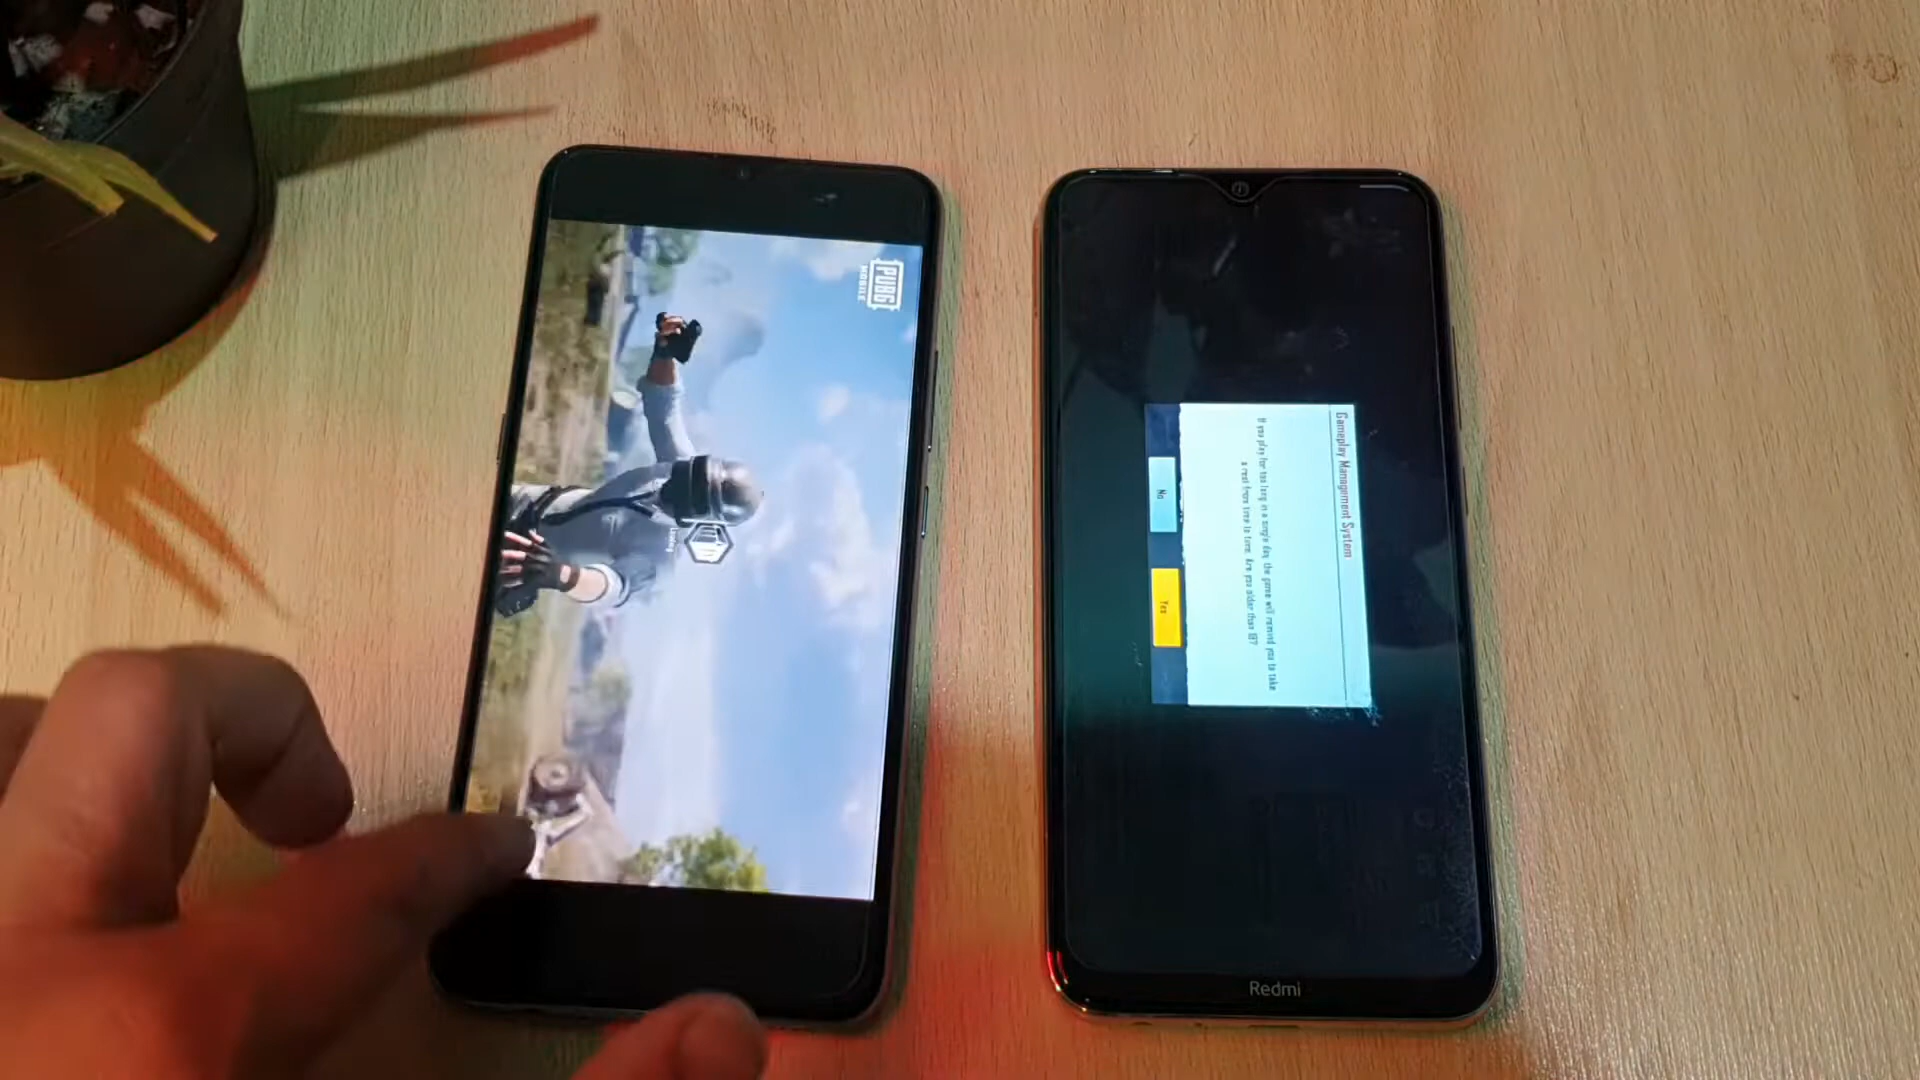 PUBG
MOBILE
Gameplay Management System
If you play for too long in a single day, the game will remind you to take
a rest from time to time. Are you older than 18?
No
Yes
Redmi